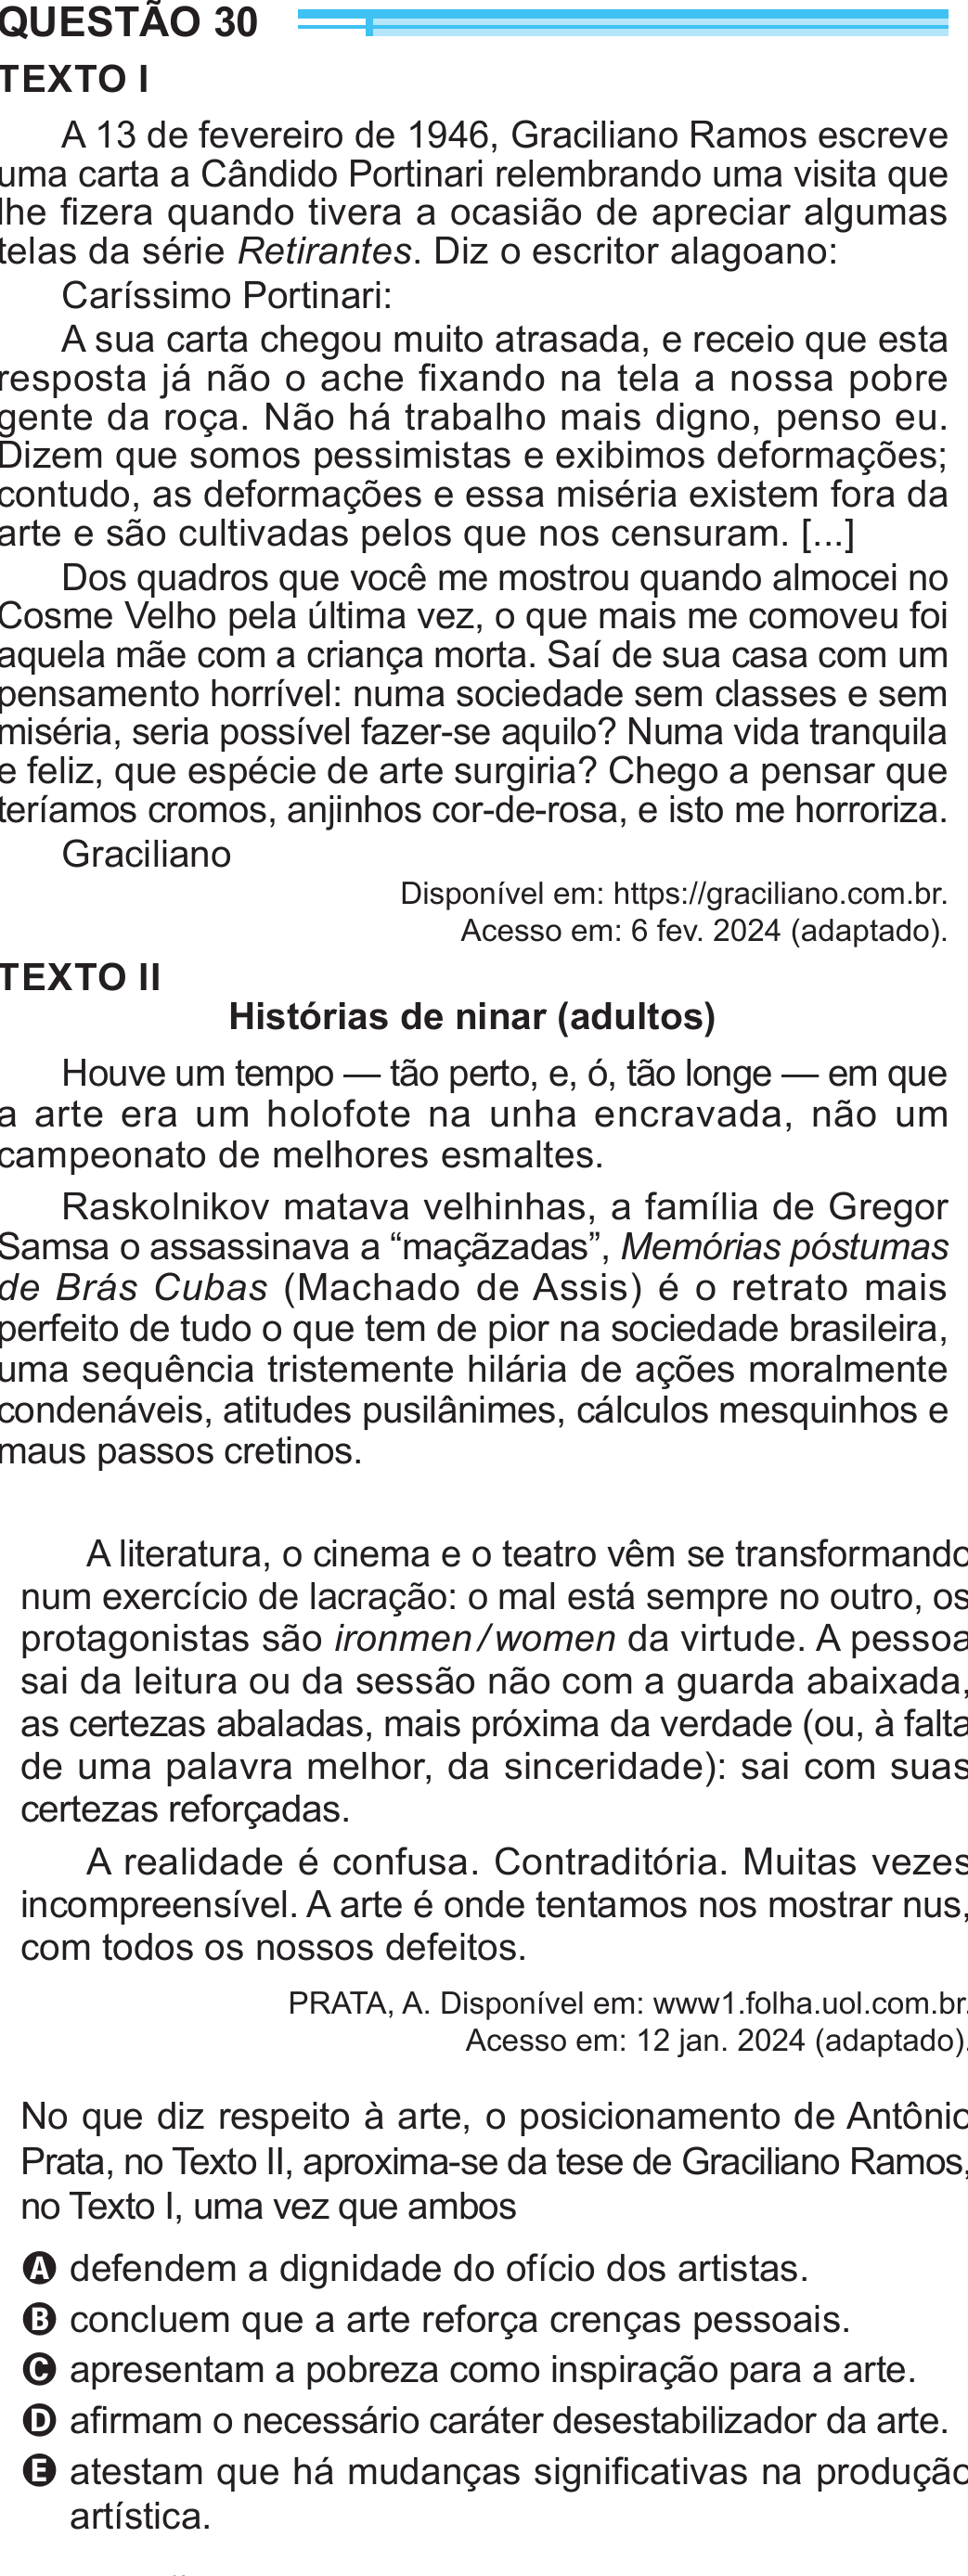 QUESTÃO 30
TEXTO I
A 13 de fevereiro de 1946, Graciliano Ramos escreve
uma carta a Cândido Portinari relembrando uma visita que
lhe fizera quando tivera a ocasião de apreciar algumas
telas da série Retirantes. Diz o escritor alagoano:
Caríssimo Portinari:
A sua carta chegou muito atrasada, e receio que esta
resposta já não o ache fixando na tela a nossa pobre
gente da roça. Não há trabalho mais digno, penso eu.
Dizem que somos pessimistas e exibimos deformações;
contudo, as deformações e essa miséria existem fora da
arte e são cultivadas pelos que nos censuram. [...]
Dos quadros que você me mostrou quando almocei no
Cosme Velho pela última vez, o que mais me comoveu foi
aquela mãe com a criança morta. Saí de sua casa com um
pensamento horrível: numa sociedade sem classes e sem
miséria, seria possível fazer-se aquilo? Numa vida tranquila
e feliz, que espécie de arte surgiria? Chego a pensar que
teríamos cromos, anjinhos cor-de-rosa, e isto me horroriza.
Graciliano
Disponível em: https://graciliano.com.br.
Acesso em: 6 fev. 2024 (adaptado).
TEXTO II
Histórias de ninar (adultos)
Houve um tempo — tão perto, e, ó, tão longe — em que
a arte era um holofote na unha encravada, não um
campeonato de melhores esmaltes.
Raskolnikov matava velhinhas, a família de Gregor
Samsa o assassinava a “maçãzadas”, Memórias póstumas
de Brás Cubas (Machado de Assis) é o retrato mais
perfeito de tudo o que tem de pior na sociedade brasileira,
uma sequência tristemente hilária de ações moralmente
condenáveis, atitudes pusilânimes, cálculos mesquinhos e
maus passos cretinos.
A literatura, o cinema e o teatro vêm se transformando
num exercício de lacração: o mal está sempre no outro, os
protagonistas são ironmen/women da virtude. A pessoa
sai da leitura ou da sessão não com a guarda abaixada,
as certezas abaladas, mais próxima da verdade (ou, à falta
de uma palavra melhor, da sinceridade): sai com suas
certezas reforçadas.
A realidade é confusa. Contraditória. Muitas vezes
incompreensível. A arte é onde tentamos nos mostrar nus,
com todos os nossos defeitos.
PRATA, A. Disponível em: www1.folha.uol.com.br.
Acesso em: 12 jan. 2024 (adaptado).
No que diz respeito à arte, o posicionamento de Antônio
Prata, no Texto II, aproxima-se da tese de Graciliano Ramos,
no Texto I, uma vez que ambos
A defendem a dignidade do ofício dos artistas.
B concluem que a arte reforça crenças pessoais.
C apresentam a pobreza como inspiração para a arte.
D afirmam o necessário caráter desestabilizador da arte.
E atestam que há mudanças significativas na produção
artística.